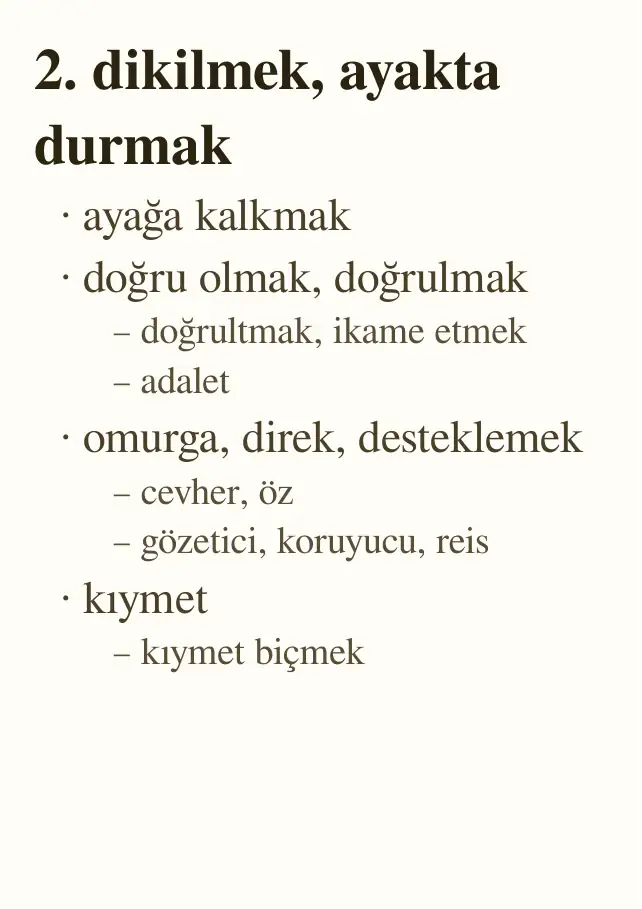 2. dikilmek, ayakta
durmak
· ayağa kalkmak
· doğru olmak, doğrulmak
– doğrultmak, ikame etmek
– adalet
· omurga, direk, desteklemek
– cevher, öz
– gözetici, koruyucu, reis
· kıymet
– kıymet biçmek